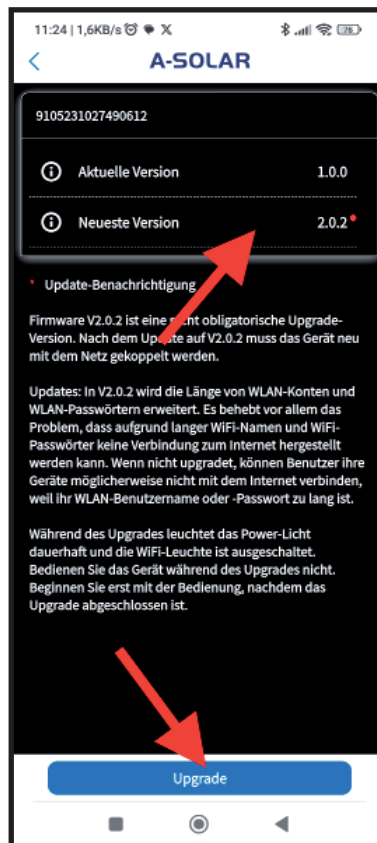 11:24 | 1,6KB/s X 76
A-SOLAR
9105231027490612
Aktuelle Version 1.0.0
Neueste Version 2.0.2
* Update-Benachrichtigung
Firmware V2.0.2 ist eine nicht obligatorische Upgrade-
Version. Nach dem Update auf V2.0.2 muss das Gerät neu
mit dem Netz gekoppelt werden.
Updates: In V2.0.2 wird die Länge von WLAN-Konten und
WLAN-Passwörtern erweitert. Es behebt vor allem das
Problem, dass aufgrund langer WiFi-Namen und WiFi-
Passwörter keine Verbindung zum Internet hergestellt
werden kann. Wenn nicht upgradet, können Benutzer ihre
Geräte möglicherweise nicht mit dem Internet verbinden,
weil ihr WLAN-Benutzername oder -Passwort zu lang ist.
Während des Upgrades leuchtet das Power-Licht
dauerhaft und die WiFi-Leuchte ist ausgeschaltet.
Bedienen Sie das Gerät während des Upgrades nicht.
Beginnen Sie erst mit der Bedienung, nachdem das
Upgrade abgeschlossen ist.
Upgrade